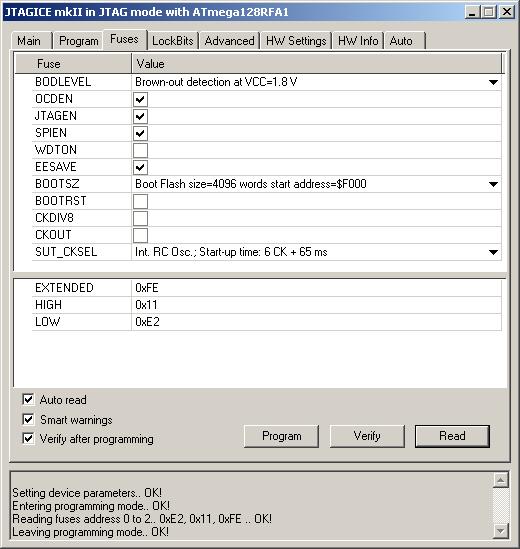 JTAGICE mkII in JTAG mode with ATmega128RFA1
Main Program Fuses LockBits Advanced HW Settings HW Info Auto
Fuse Value
BODLEVEL Brown-out detection at VCC=1.8 V
OCDEN
JTAGEN
SPIEN
WDTON
EESAVE
BOOTSZ Boot Flash size=4096 words start address=$F000
BOOTRST
CKDIV8
CKOUT
SUT_CKSEL Int. RC Osc.; Start-up time: 6 CK + 65 ms
EXTENDED 0xFE
HIGH 0x11
LOW 0xE2
Auto read
Smart warnings
Verify after programming
Program Verify Read
Setting device parameters.. OK!
Entering programming mode.. OK!
Reading fuses address 0 to 2.. 0xE2, 0x11, 0xFE .. OK!
Leaving programming mode.. OK!